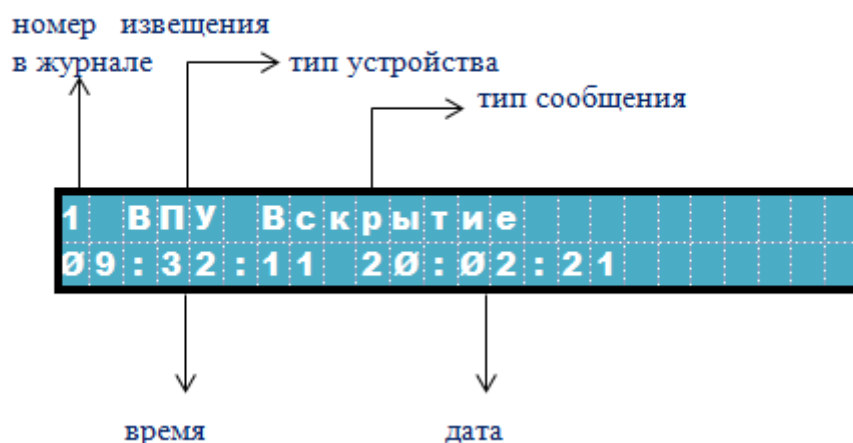 номер извещения
в журнале
тип устройства
тип сообщения
1 ВПУ Вскрытие
Ø9:32:11 2Ø:Ø2:21
время
дата